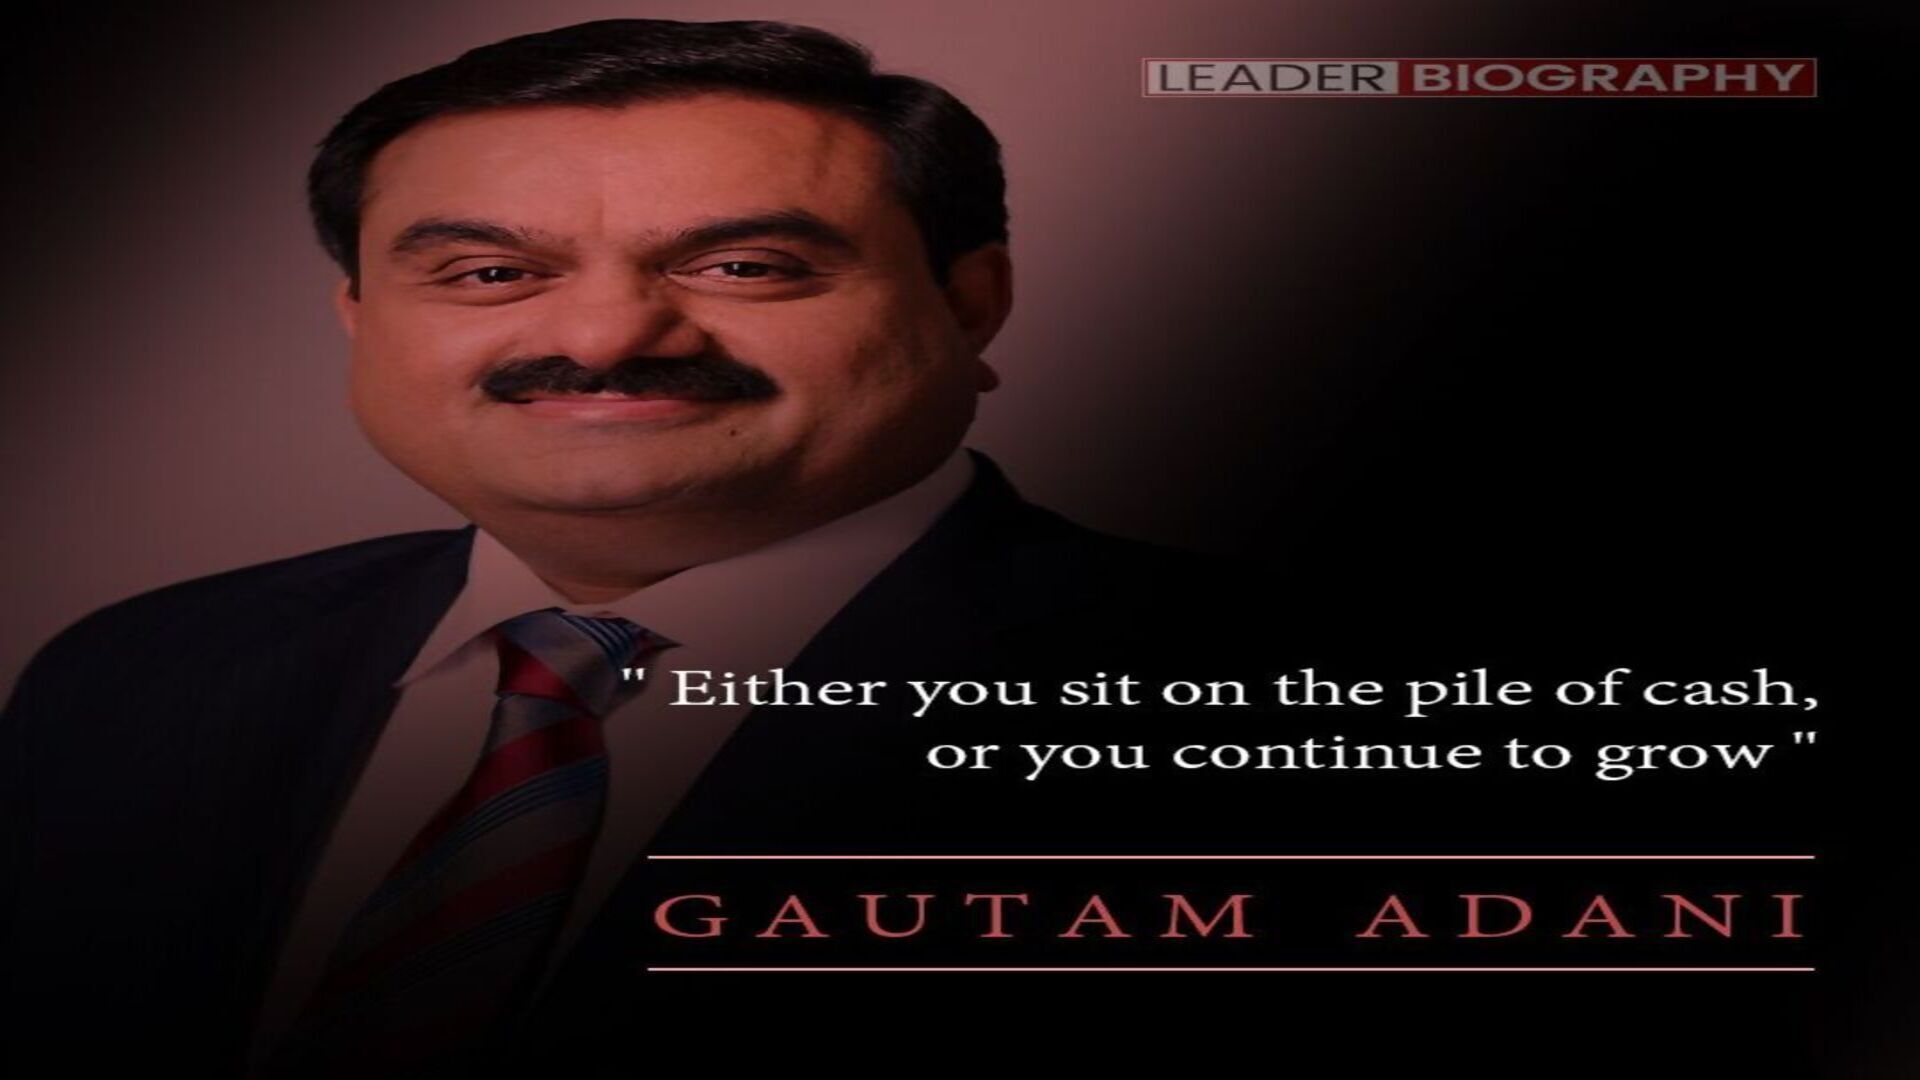 LEADER BIOGRAPHY
" Either you sit on the pile of cash,
or you continue to grow "
GAUTAM ADANI